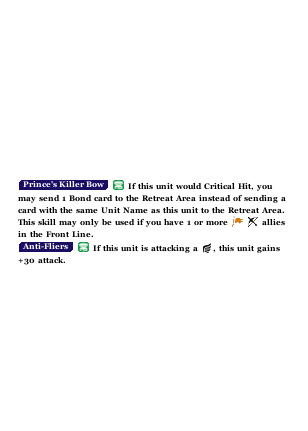 Prince's Killer Bow If this unit would Critical Hit, you
may send 1 Bond card to the Retreat Area instead of sending a
card with the same Unit Name as this unit to the Retreat Area.
This skill may only be used if you have 1 or more allies
in the Front Line.
Anti-Fliers If this unit is attacking a , this unit gains
+30 attack.